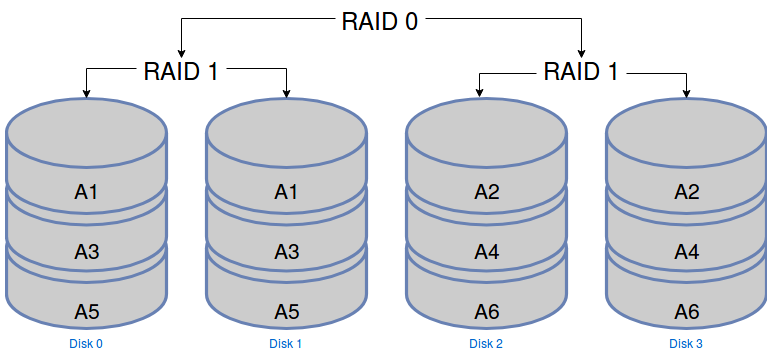 RAID 0
RAID 1 RAID 1
A1 A1 A2 A2
A3 A3 A4 A4
A5 A5 A6 A6
Disk 0 Disk 1 Disk 2 Disk 3